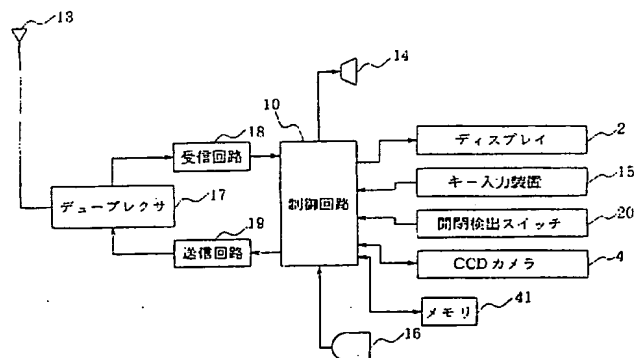 13
14
10
18
受信回路
ディスプレイ
2
キー入力装置
15
デュープレクサ
17
制御回路
開閉検出スイッチ
20
19
送信回路
CCDカメラ
4
メモリ
41
16